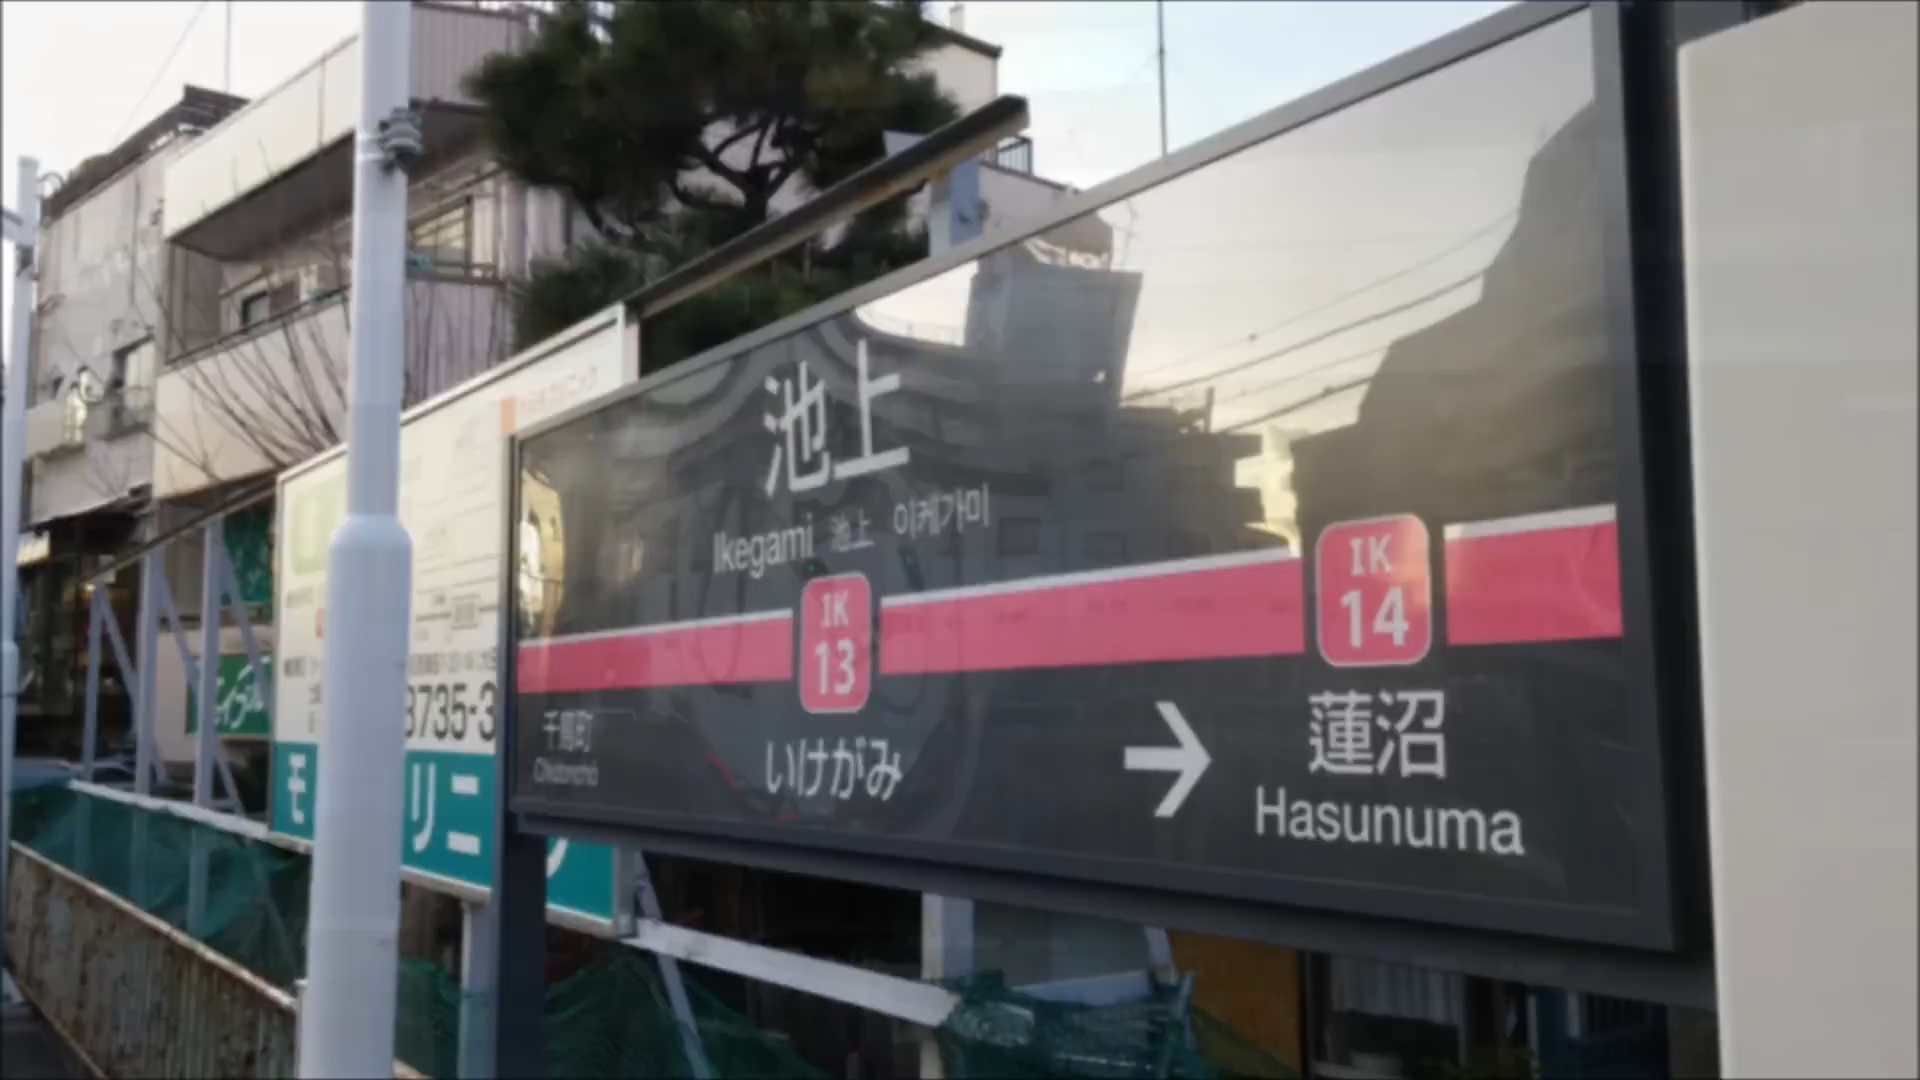 池上
Ikegami 池上 이케가미
IK
13
IK
14
千鳥町
Chidorichō
いけがみ
→
蓮沼
Hasunuma
3735-3
モ リニ